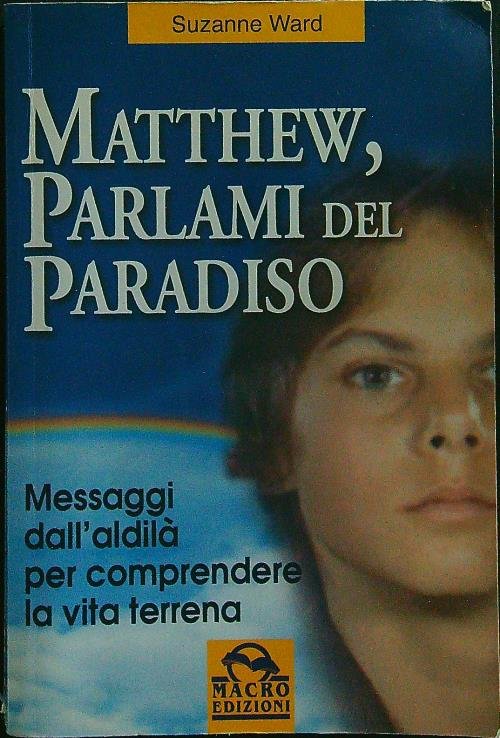 Suzanne Ward
MATTHEW,
PARLAMI DEL
PARADISO
Messaggi
dall'aldilà
per comprendere
la vita terrena
MACRO
EDIZIONI